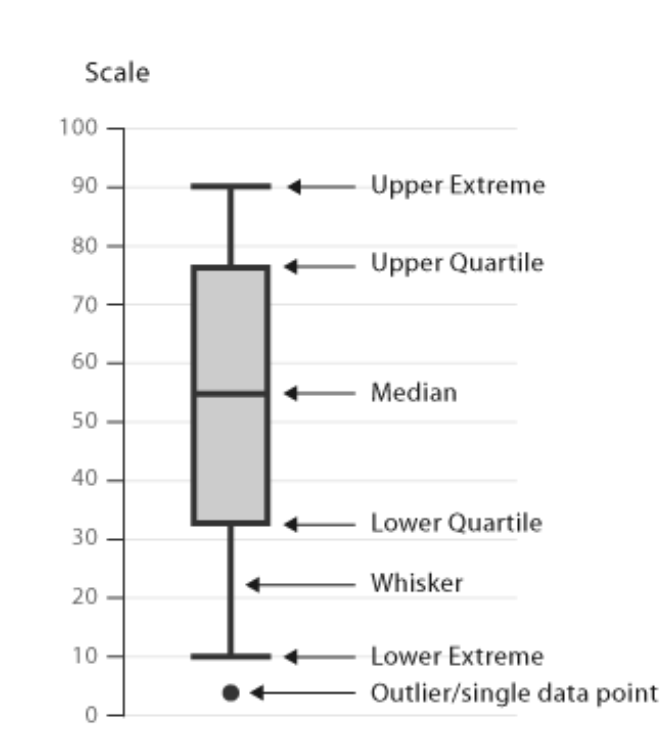 Scale
100
90
Upper Extreme
80
Upper Quartile
70
60
Median
50
40
Lower Quartile
30
Whisker
20
10
Lower Extreme
Outlier/single data point
0